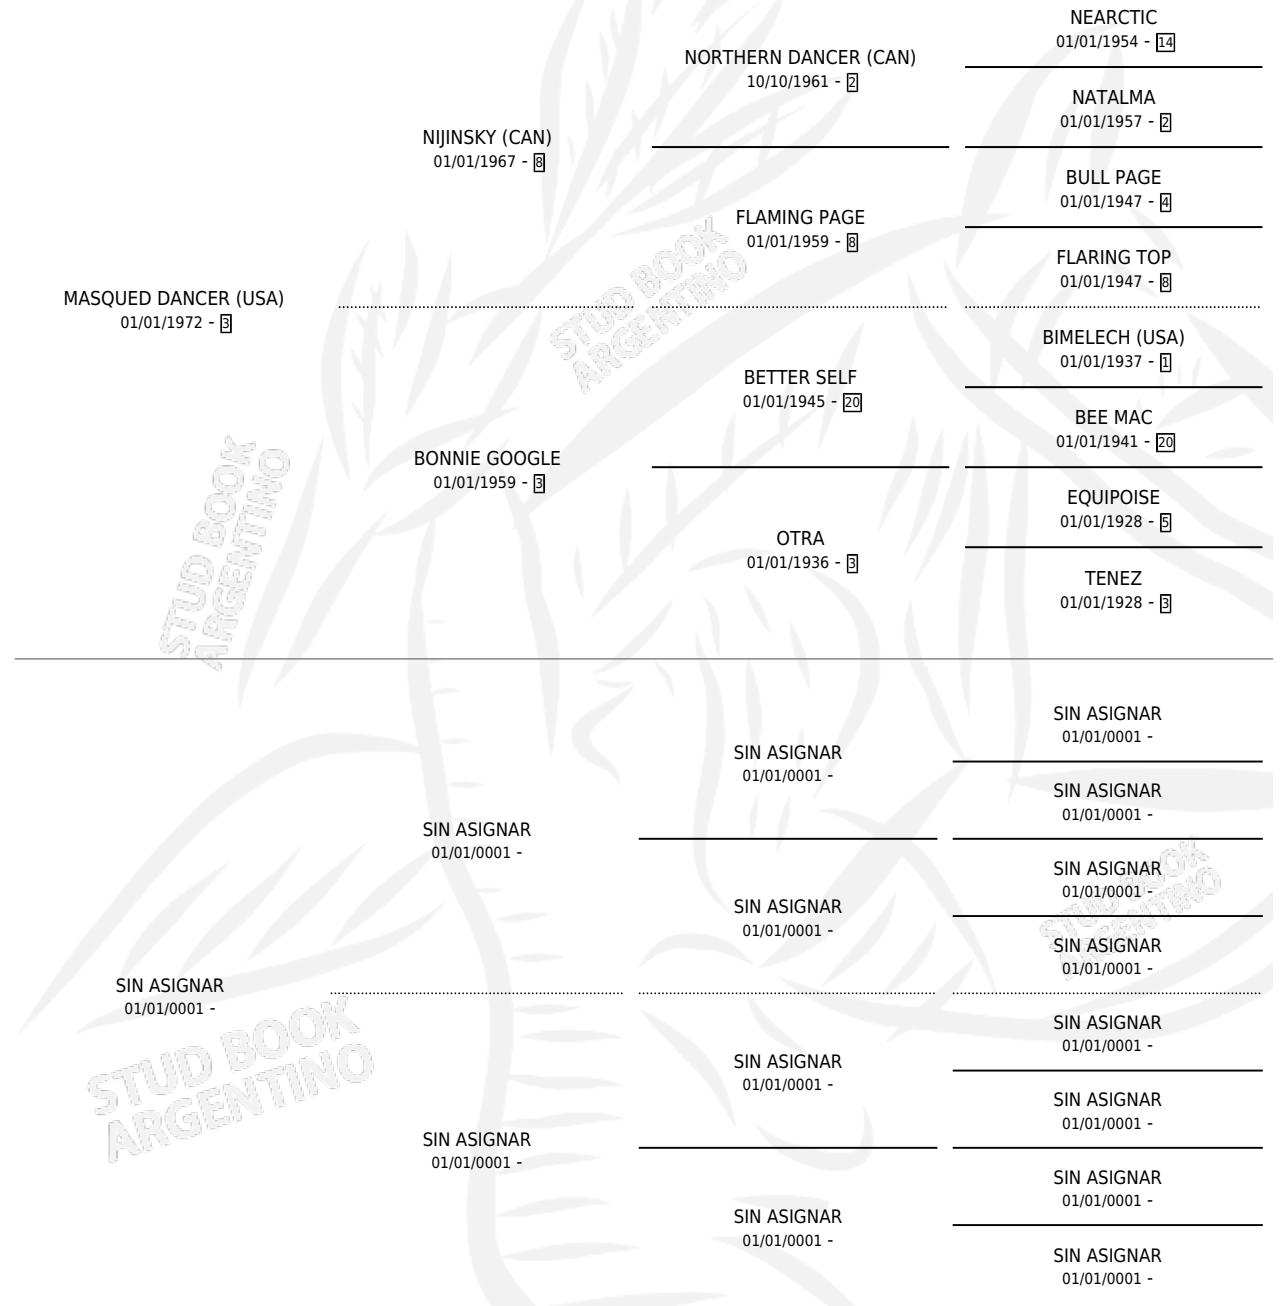 NEARCTIC
01/01/1954 - 14
NORTHERN DANCER (CAN)
10/10/1961 - 2
NATALMA
01/01/1957 - 2
NIJINSKY (CAN)
01/01/1967 - 8
BULL PAGE
01/01/1947 - 4
FLAMING PAGE
01/01/1959 - 8
FLARING TOP
01/01/1947 - 8
MASQUED DANCER (USA)
01/01/1972 - 3
STUD BOOK
ARGENTINO
BIMELECH (USA)
01/01/1937 - 1
BETTER SELF
01/01/1945 - 20
BEE MAC
01/01/1941 - 20
BONNIE GOOGLE
01/01/1959 - 3
EQUIPOISE
01/01/1928 - 5
OTRA
01/01/1936 - 3
TENEZ
01/01/1928 - 3
STUD BOOK
ARGENTINO
SIN ASIGNAR
01/01/0001 -
SIN ASIGNAR
01/01/0001 -
SIN ASIGNAR
01/01/0001 -
SIN ASIGNAR
01/01/0001 -
SIN ASIGNAR
01/01/0001 -
SIN ASIGNAR
01/01/0001 -
SIN ASIGNAR
01/01/0001 -
STUD BOOK
ARGENTINO
SIN ASIGNAR
01/01/0001 -
SIN ASIGNAR
01/01/0001 -
SIN ASIGNAR
01/01/0001 -
SIN ASIGNAR
01/01/0001 -
SIN ASIGNAR
01/01/0001 -
SIN ASIGNAR
01/01/0001 -
SIN ASIGNAR
01/01/0001 -
SIN ASIGNAR
01/01/0001 -
STUD BOOK
ARGENTINO